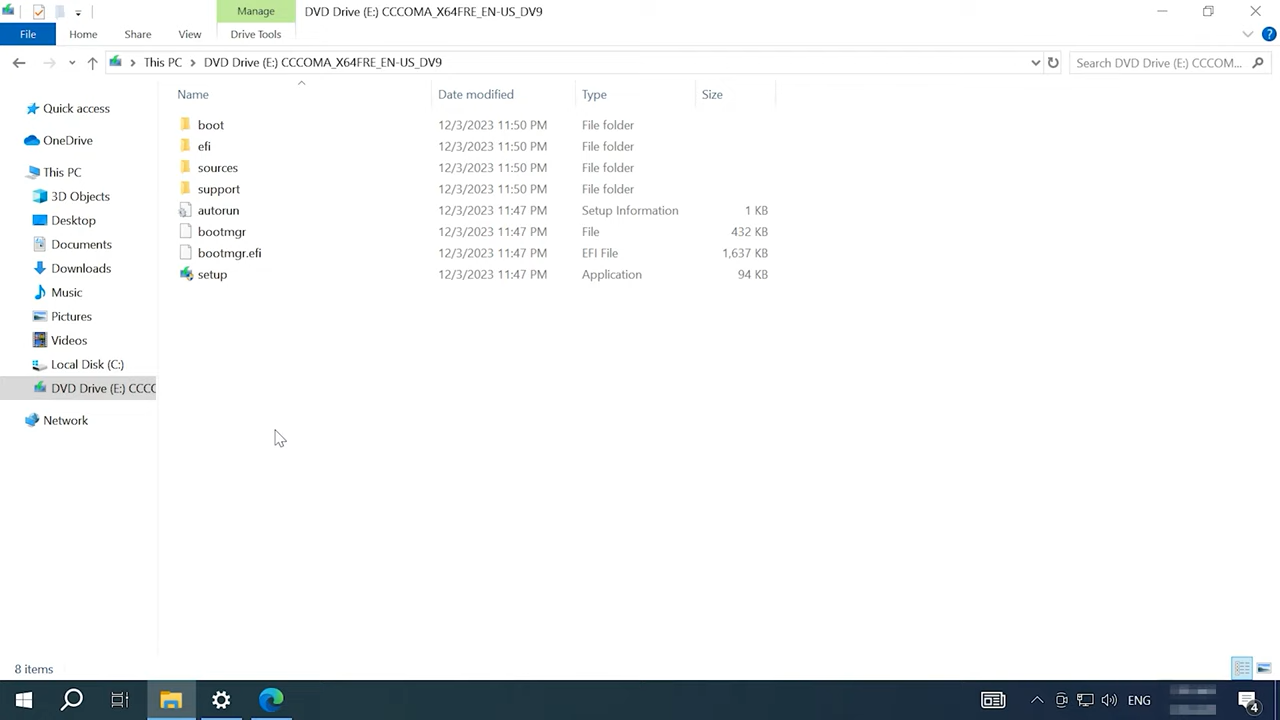 Manage
DVD Drive (E:) CCCOMA_X64FRE_EN-US_DV9
File
Home
Share
View
Drive Tools
?
This PC
DVD Drive (E:) CCCOMA_X64FRE_EN-US_DV9
Search DVD Drive (E:) CCCOM...
Name
Date modified
Type
Size
Quick access
OneDrive
This PC
3D Objects
Desktop
Documents
Downloads
Music
Pictures
Videos
Local Disk (C:)
DVD Drive (E:) CCCC
Network
boot 12/3/2023 11:50 PM File folder
efi 12/3/2023 11:50 PM File folder
sources 12/3/2023 11:50 PM File folder
support 12/3/2023 11:50 PM File folder
autorun 12/3/2023 11:47 PM Setup Information 1 KB
bootmgr 12/3/2023 11:47 PM File 432 KB
bootmgr.efi 12/3/2023 11:47 PM EFI File 1,637 KB
setup 12/3/2023 11:47 PM Application 94 KB
8 items
ENG
4